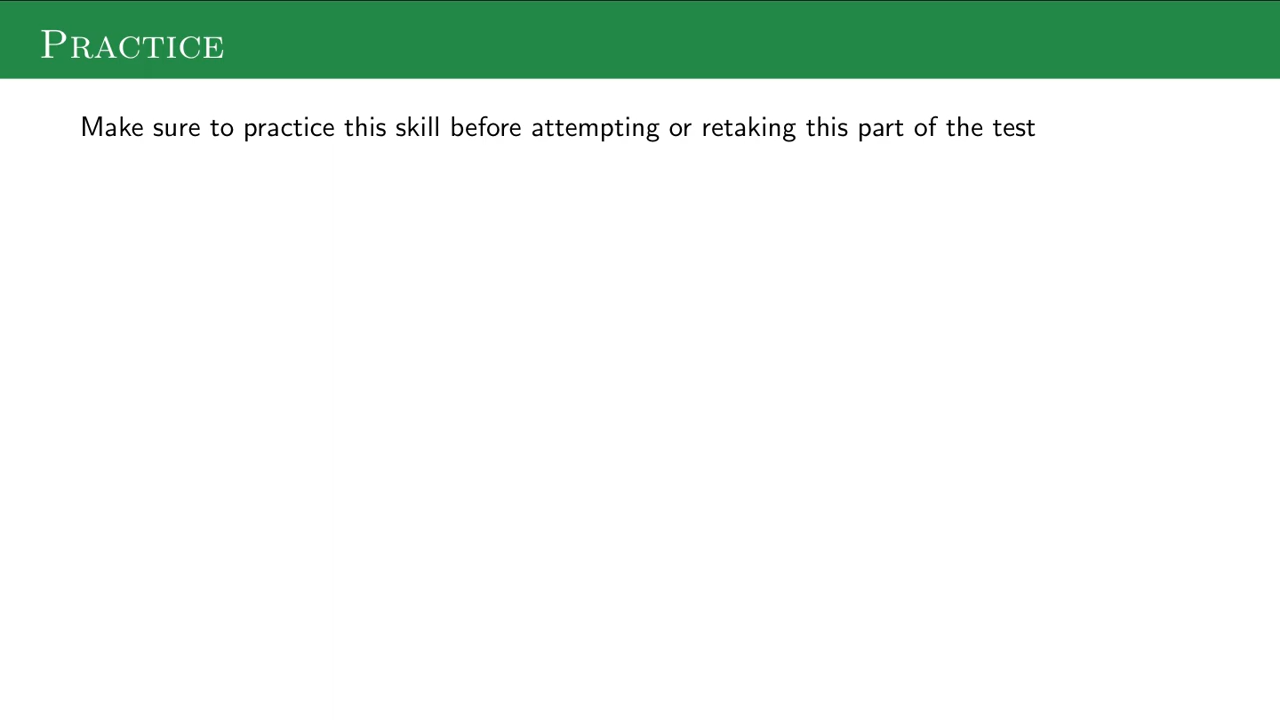 Practice
Make sure to practice this skill before attempting or retaking this part of the test